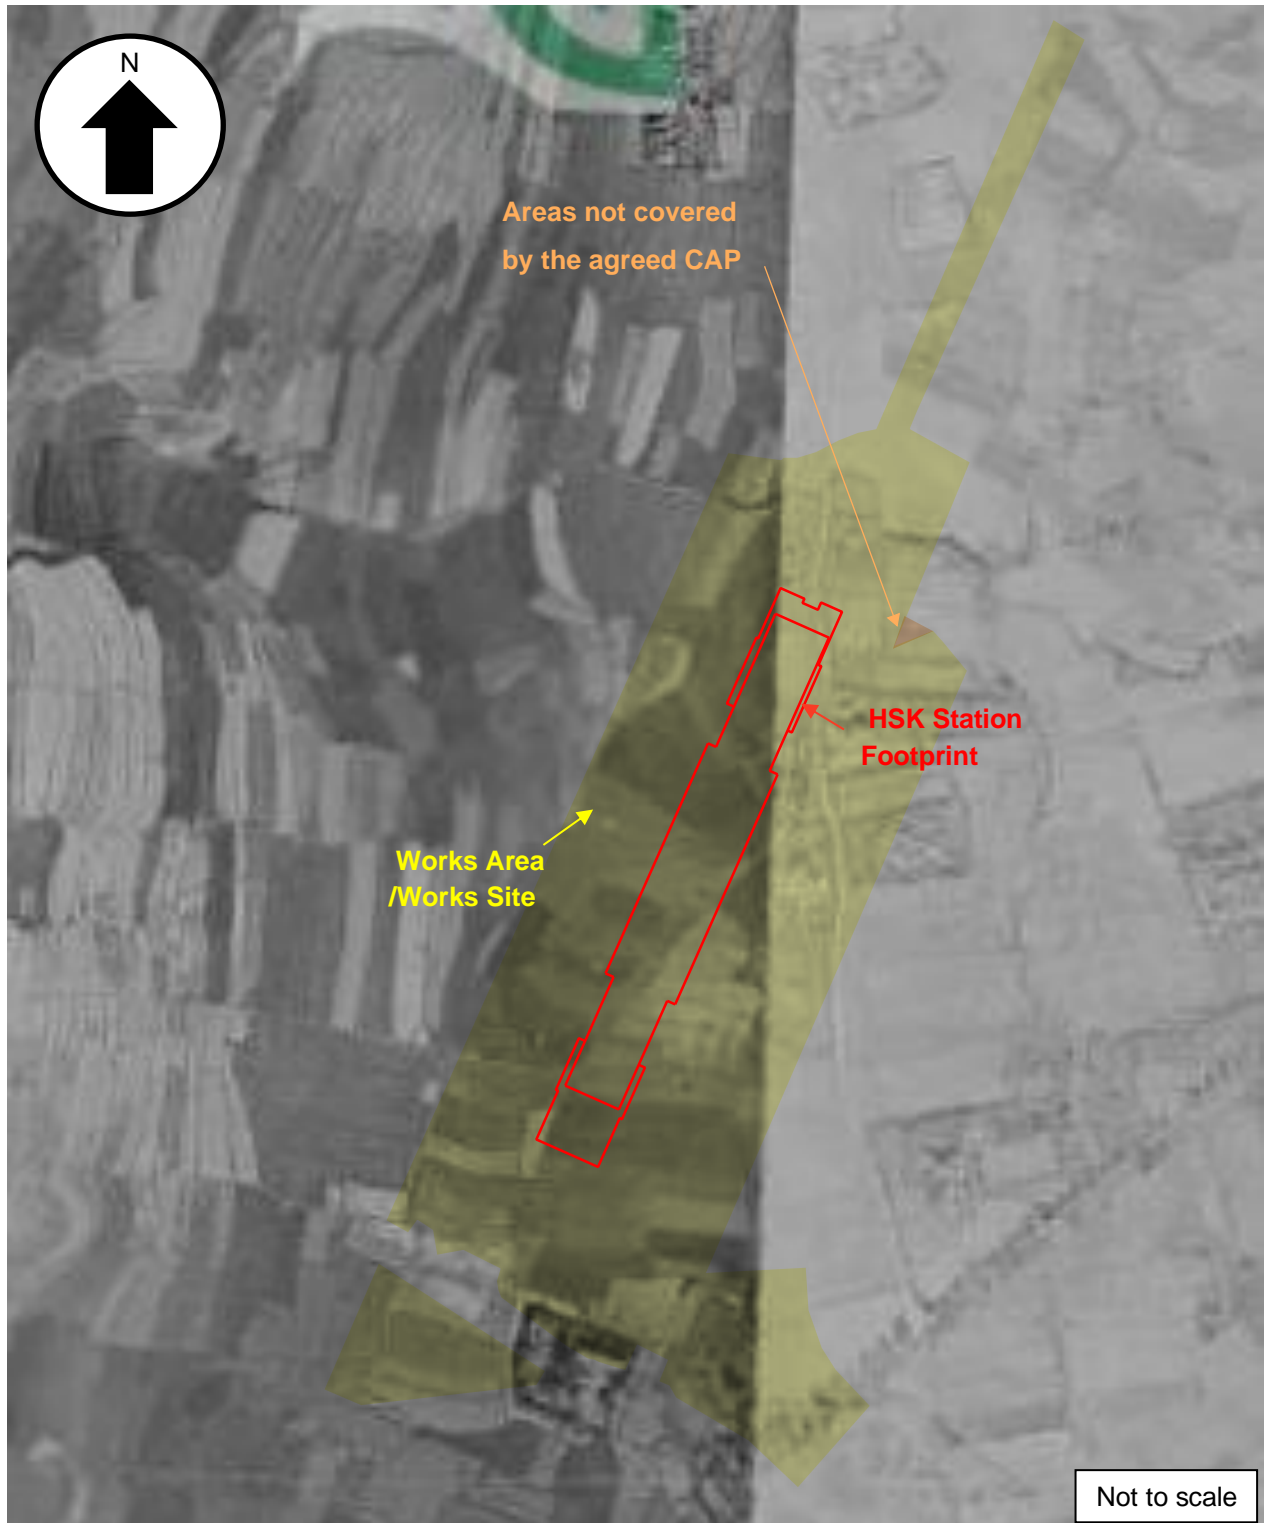 N
Areas not covered
by the agreed CAP
HSK Station
Footprint
Works Area
/Works Site
Not to scale